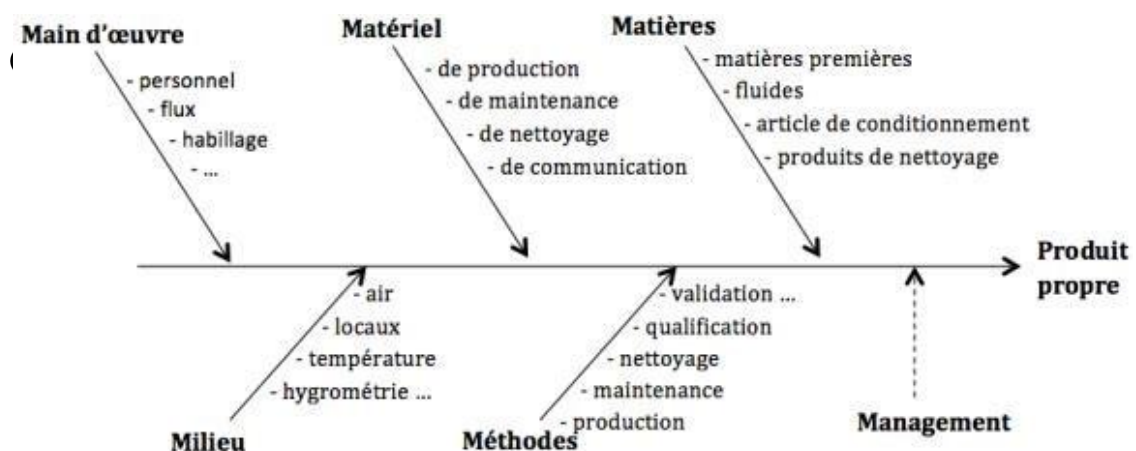 Main d'œuvre
- personnel
- flux
- habillage
- ...
Matériel
- de production
- de maintenance
- de nettoyage
- de communication
Matières
- matières premières
- fluides
- article de conditionnement
- produits de nettoyage
Produit
propre
- air
- locaux
- température
- hygrométrie ...
Milieu
- validation ...
- qualification
- nettoyage
- maintenance
- production
Méthodes
Management